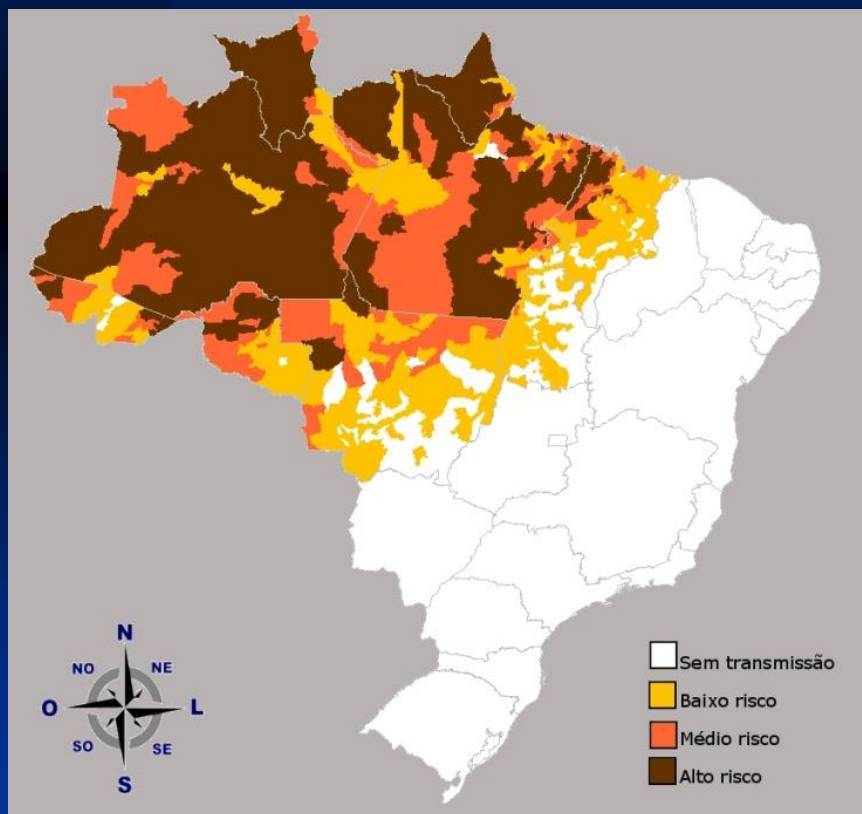 N
NO NE
O L
SO SE
S
Sem transmissão
Baixo risco
Médio risco
Alto risco